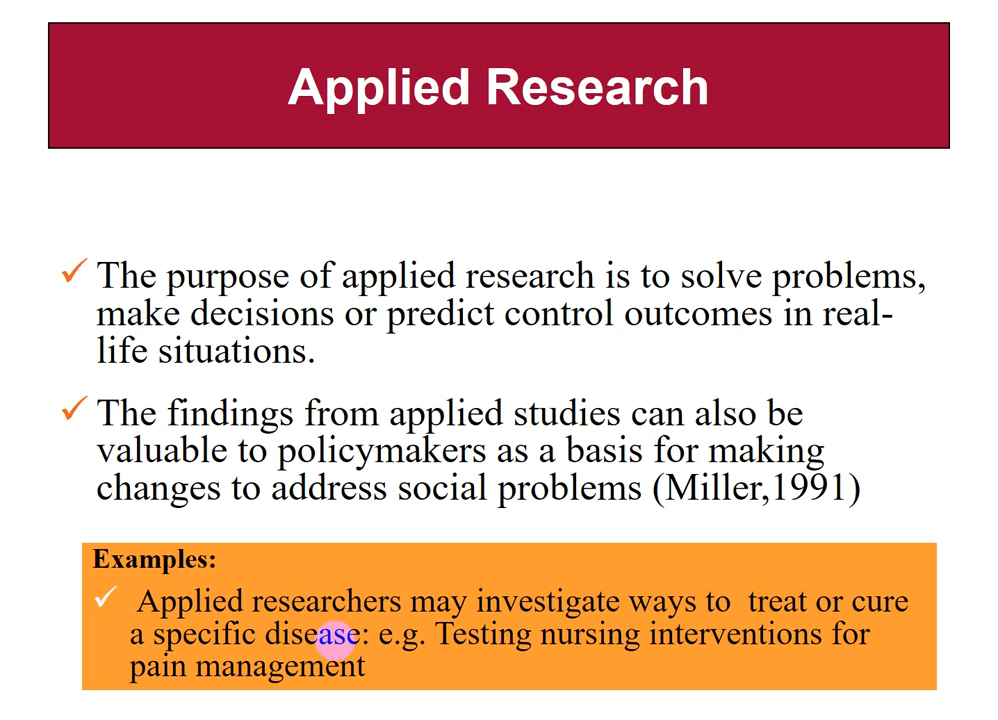 Applied Research
The purpose of applied research is to solve problems,
make decisions or predict control outcomes in real-
life situations.
The findings from applied studies can also be
valuable to policymakers as a basis for making
changes to address social problems (Miller,1991)
Examples:
Applied researchers may investigate ways to treat or cure
a specific disease: e.g. Testing nursing interventions for
pain management